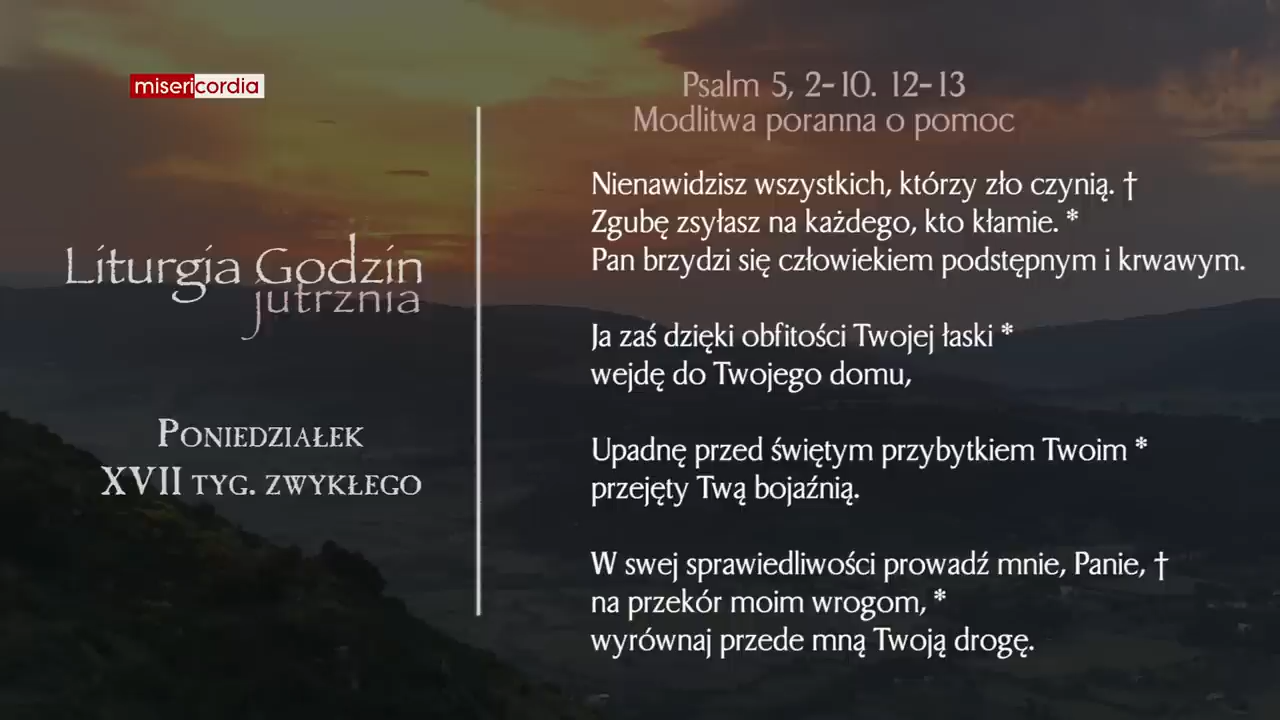 misericordia
Liturgia Godzin
jutrznia
Poniedziałek
XVII tyg. zwykłego
Psalm 5, 2-10. 12-13
Modlitwa poranna o pomoc
Nienawidzisz wszystkich, którzy zło czynią. †
Zgubę zsyłasz na każdego, kto kłamie. *
Pan brzydzi się człowiekiem podstępnym i krwawym.
Ja zaś dzięki obfitości Twojej łaski *
wejdę do Twojego domu,
Upadnę przed świętym przybytkiem Twoim *
przejęty Twą bojaźnią.
W swej sprawiedliwości prowadź mnie, Panie, †
na przekór moim wrogom, *
wyrównaj przede mną Twoją drogę.